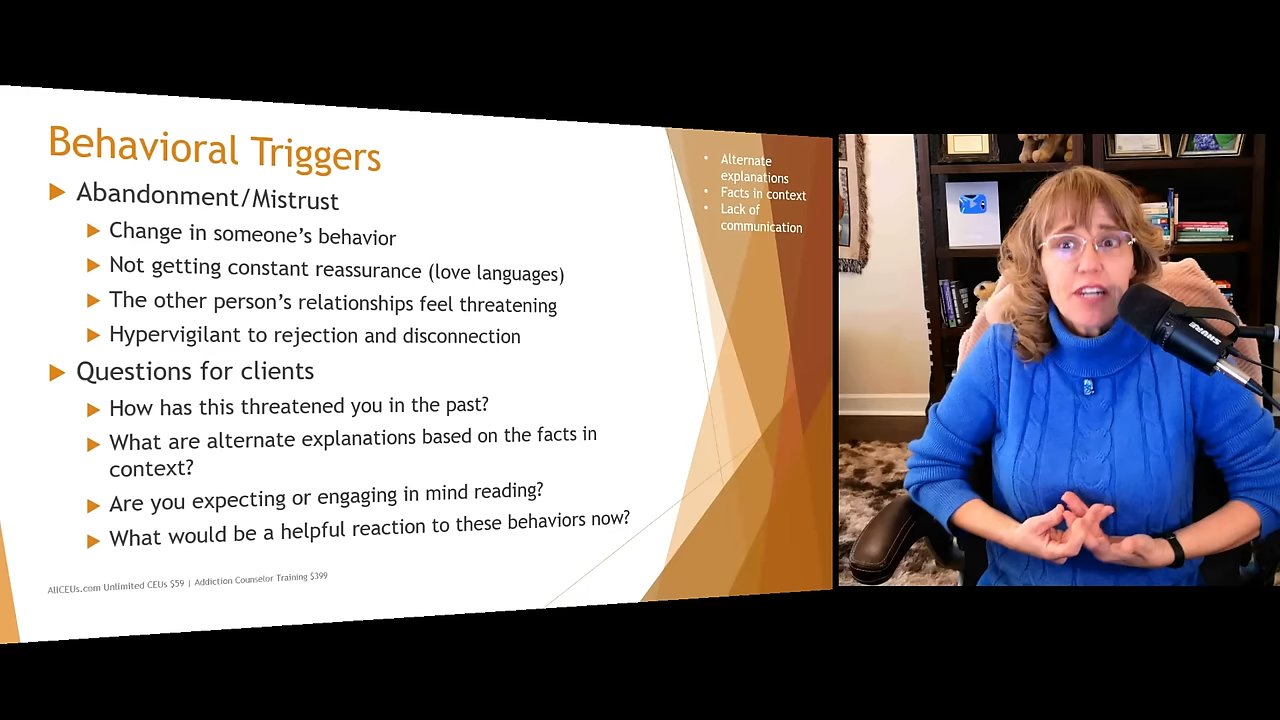 Behavioral Triggers
Abandonment/Mistrust
Change in someone's behavior
Not getting constant reassurance (love languages)
The other person's relationships feel threatening
Hypervigilant to rejection and disconnection
Questions for clients
How has this threatened you in the past?
What are alternate explanations based on the facts in
context?
Are you expecting or engaging in mind reading?
What would be a helpful reaction to these behaviors now?
AllCEUs.com Unlimited CEUs $59 | Addiction Counselor Training $399
• Alternate
explanations
• Facts in context
• Lack of
communication
SHURE